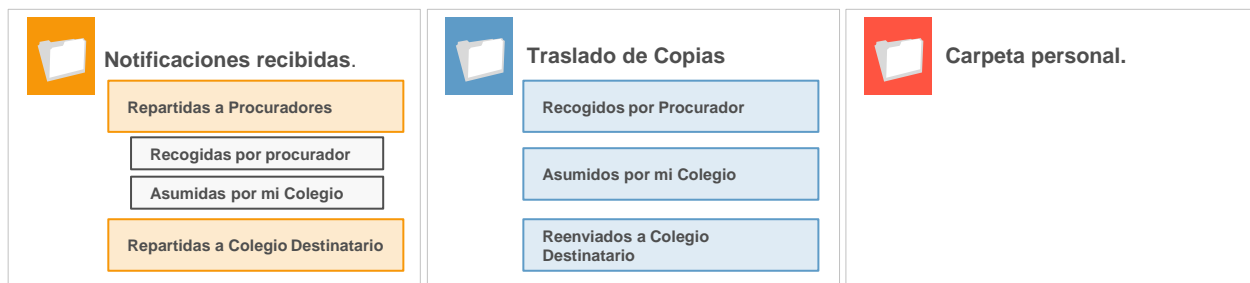 Notificaciones recibidas.
Repartidas a Procuradores
Recogidas por procurador
Asumidas por mi Colegio
Repartidas a Colegio Destinatario
Traslado de Copias
Recogidos por Procurador
Asumidos por mi Colegio
Reenviados a Colegio
Destinatario
Carpeta personal.